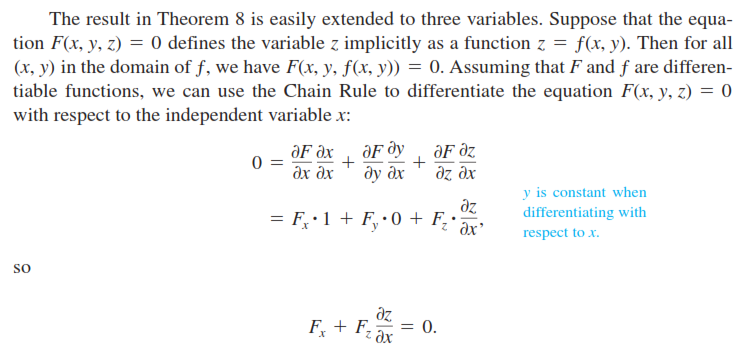 The result in Theorem 8 is easily extended to three variables. Suppose that the equa-
tion F(x, y, z) = 0 defines the variable z implicitly as a function z = f(x, y). Then for all
(x, y) in the domain of f, we have F(x, y, f(x, y)) = 0. Assuming that F and f are differen-
tiable functions, we can use the Chain Rule to differentiate the equation F(x, y, z) = 0
with respect to the independent variable x:
0 = ∂F/∂x ∂x/∂x + ∂F/∂y ∂y/∂x + ∂F/∂z ∂z/∂x
= Fₓ · 1 + F_y · 0 + F_z · ∂z/∂x,
y is constant when
differentiating with
respect to x.
so
Fₓ + F_z ∂z/∂x = 0.